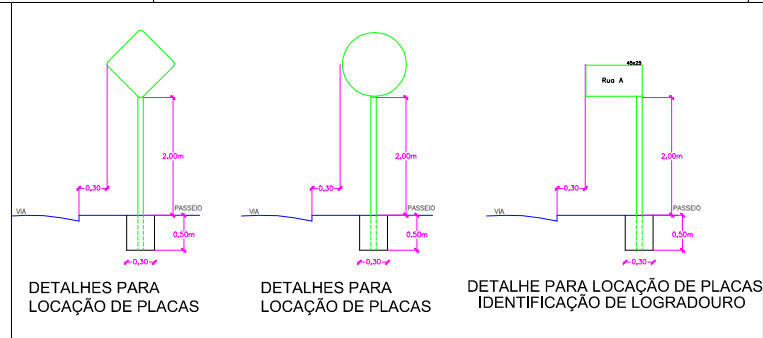 2,00m
0,30
VIA
PASSEIO
0,50m
0,30
DETALHES PARA
LOCAÇÃO DE PLACAS
2,00m
0,30
VIA
PASSEIO
0,50m
0,30
DETALHES PARA
LOCAÇÃO DE PLACAS
45x25
Rua A
2,00m
0,30
VIA
PASSEIO
0,50m
0,30
DETALHE PARA LOCAÇÃO DE PLACAS
IDENTIFICAÇÃO DE LOGRADOURO